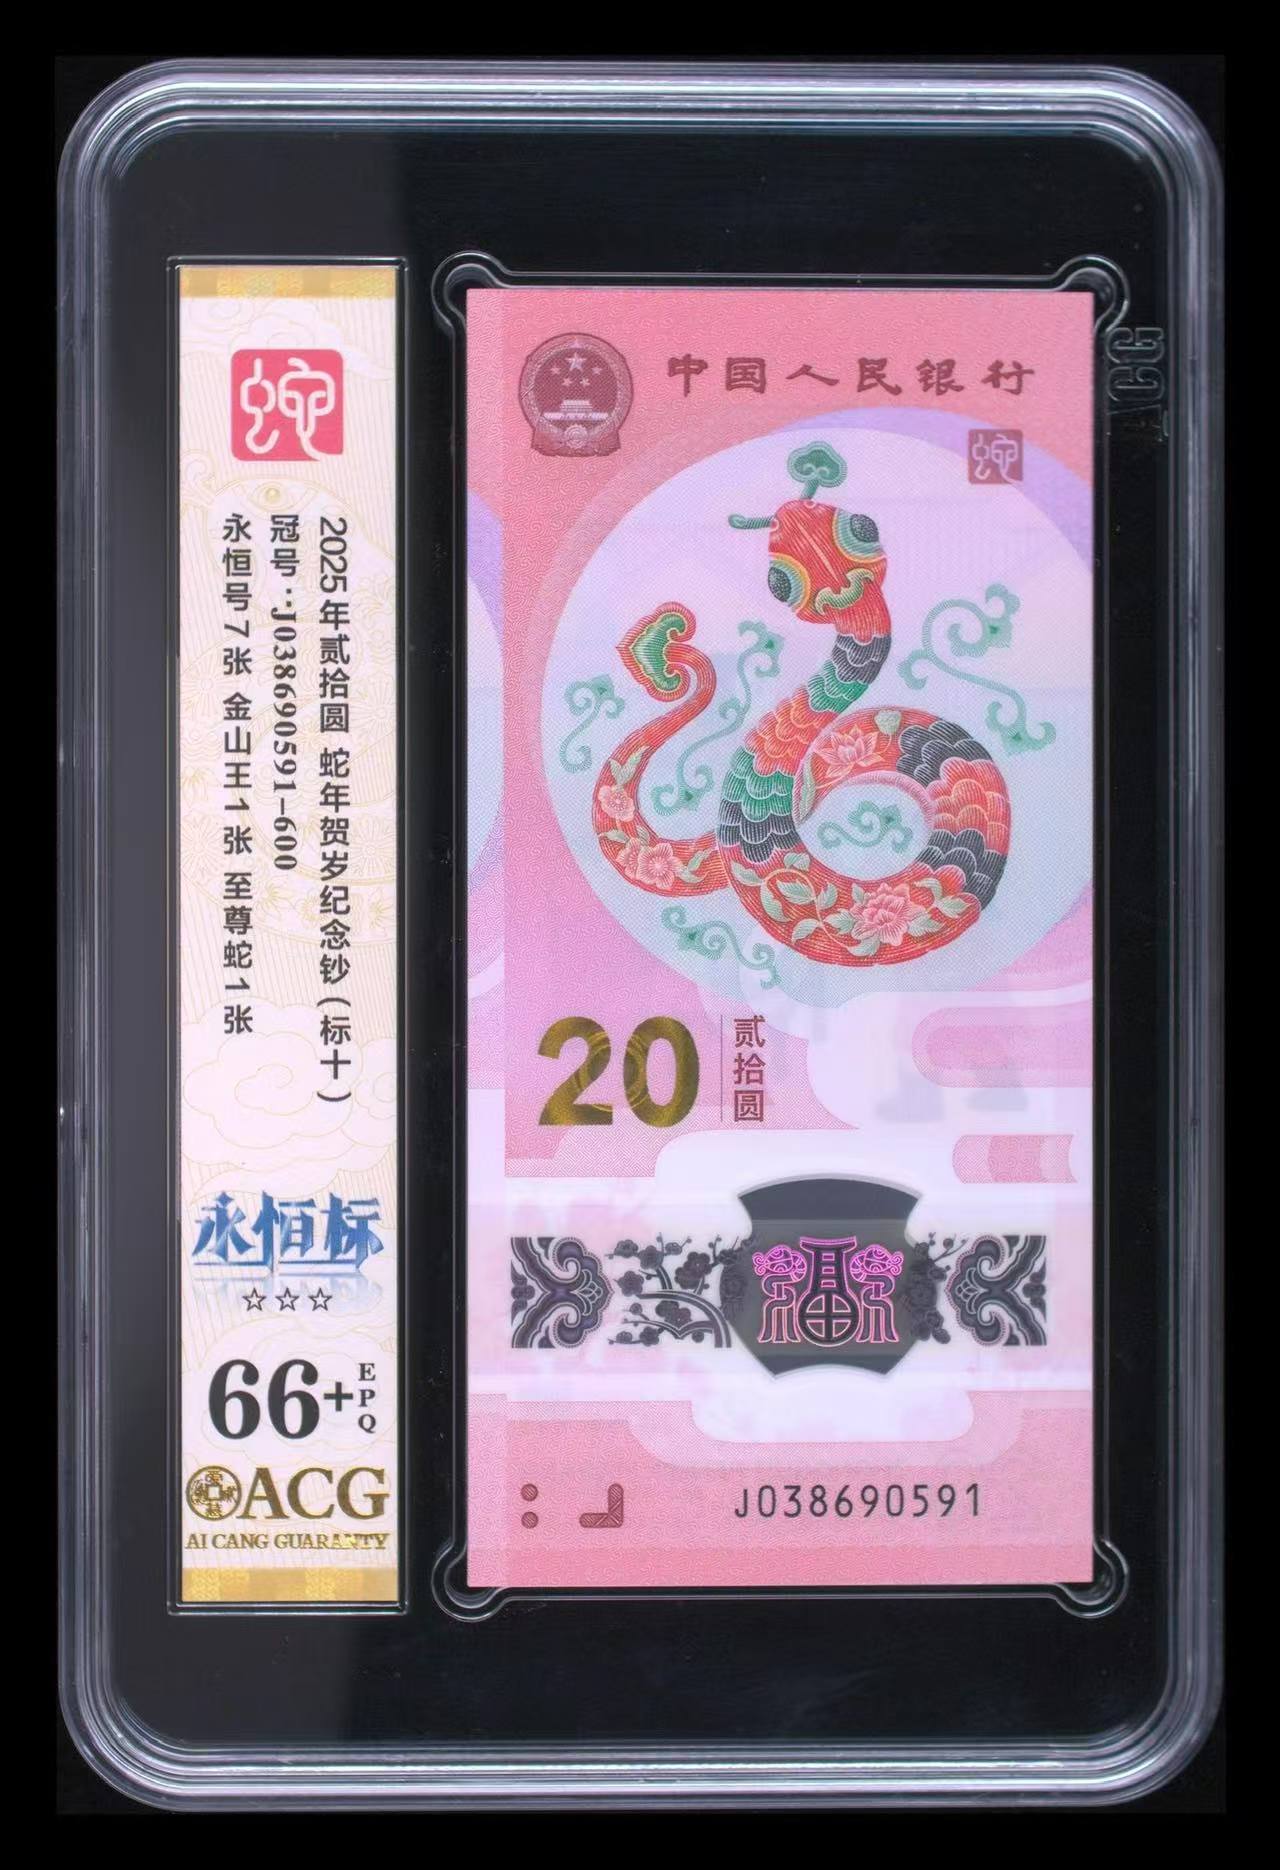 蛇
2025年贰拾圆 蛇年贺岁纪念钞(标十)
冠号:J038690591-600
永恒号7张 金山王1张 至尊蛇1张
永恒标
☆☆☆
66+ EPQ
ACG
AI CANG GUARANTY
中国人民银行
蛇
20 贰拾圆
J038690591
ACG